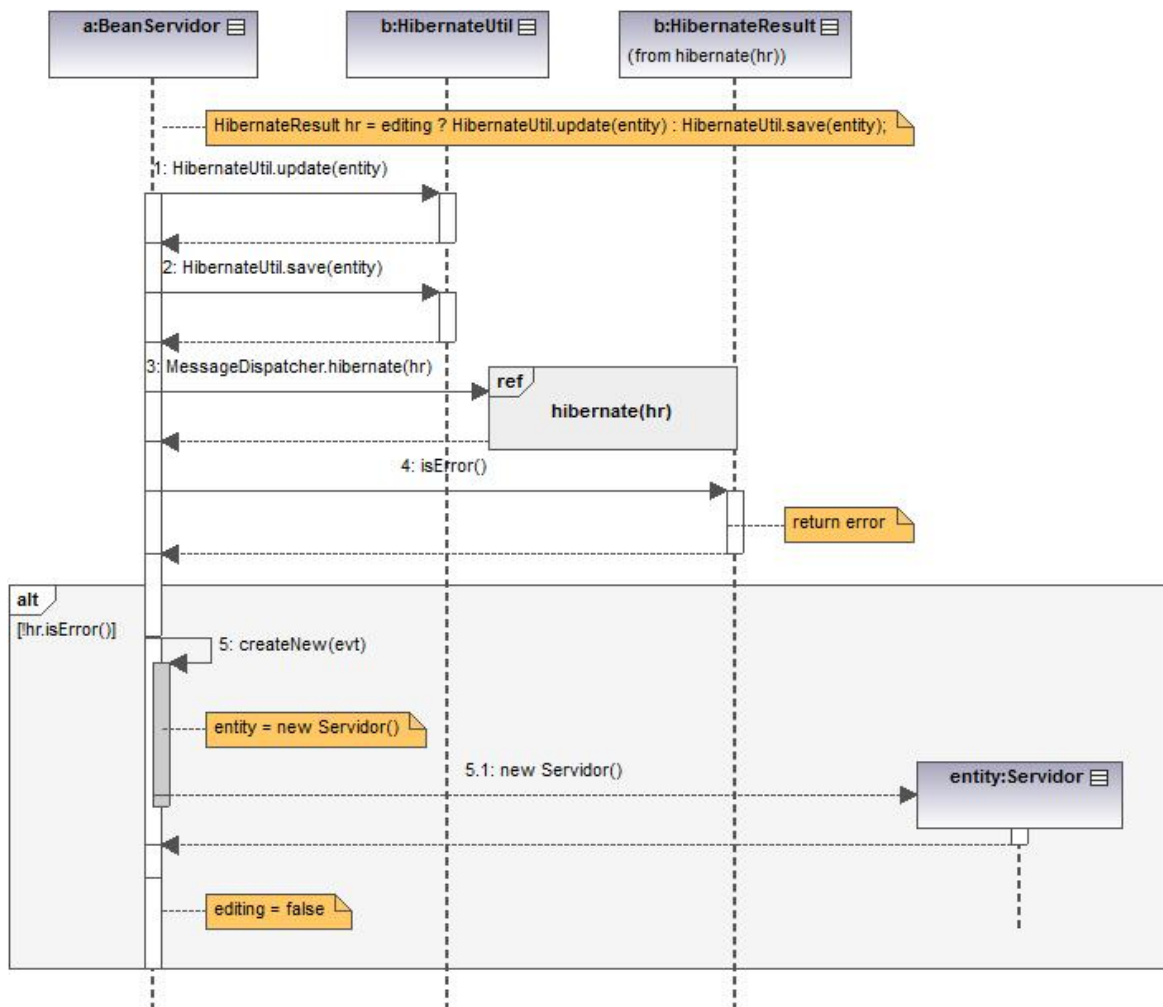 a:BeanServidor
b:HibernateUtil
b:HibernateResult
(from hibernate(hr))
HibernateResult hr = editing ? HibernateUtil.update(entity) : HibernateUtil.save(entity);
1: HibernateUtil.update(entity)
2: HibernateUtil.save(entity)
3: MessageDispatcher.hibernate(hr)
ref
hibernate(hr)
4: isError()
return error
alt
[!hr.isError()]
5: createNew(evt)
entity = new Servidor()
5.1: new Servidor()
entity:Servidor
editing = false